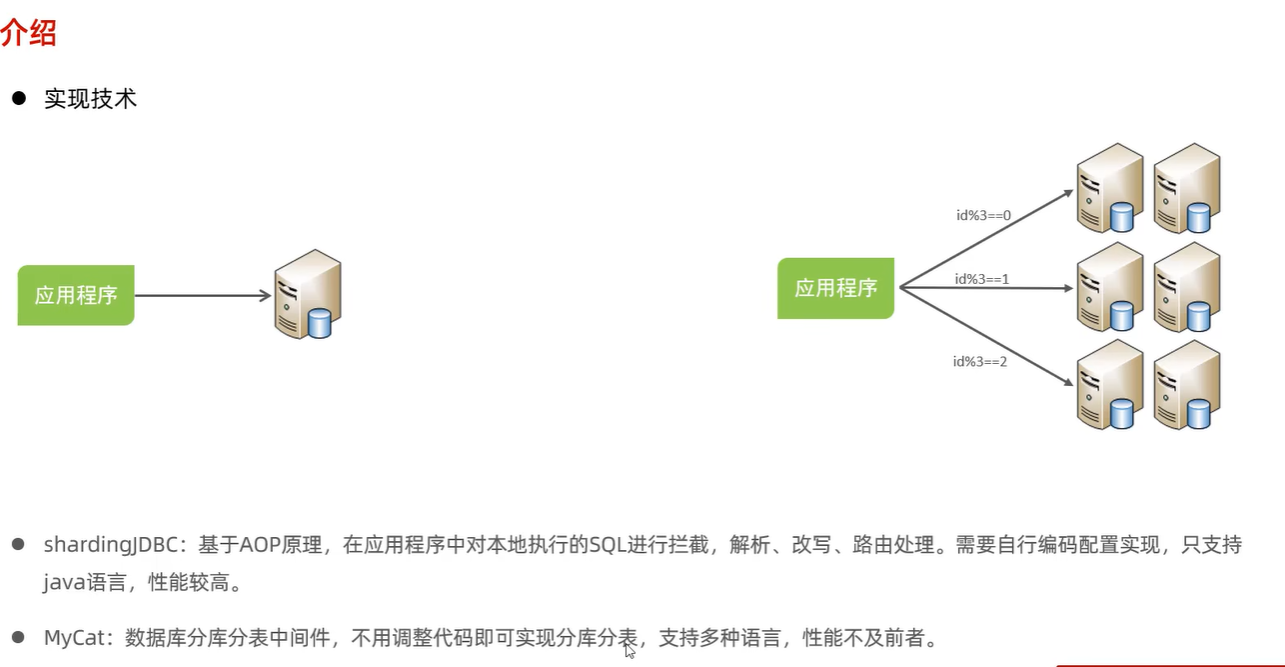 介绍
实现技术
id%3==0
应用程序
id%3==1
应用程序
id%3==2
shardingJDBC：基于AOP原理，在应用程序中对本地执行的SQL进行拦截，解析、改写、路由处理。需要自行编码配置实现，只支持
java语言，性能较高。
MyCat：数据库分库分表中间件，不用调整代码即可实现分库分表，支持多种语言，性能不及前者。